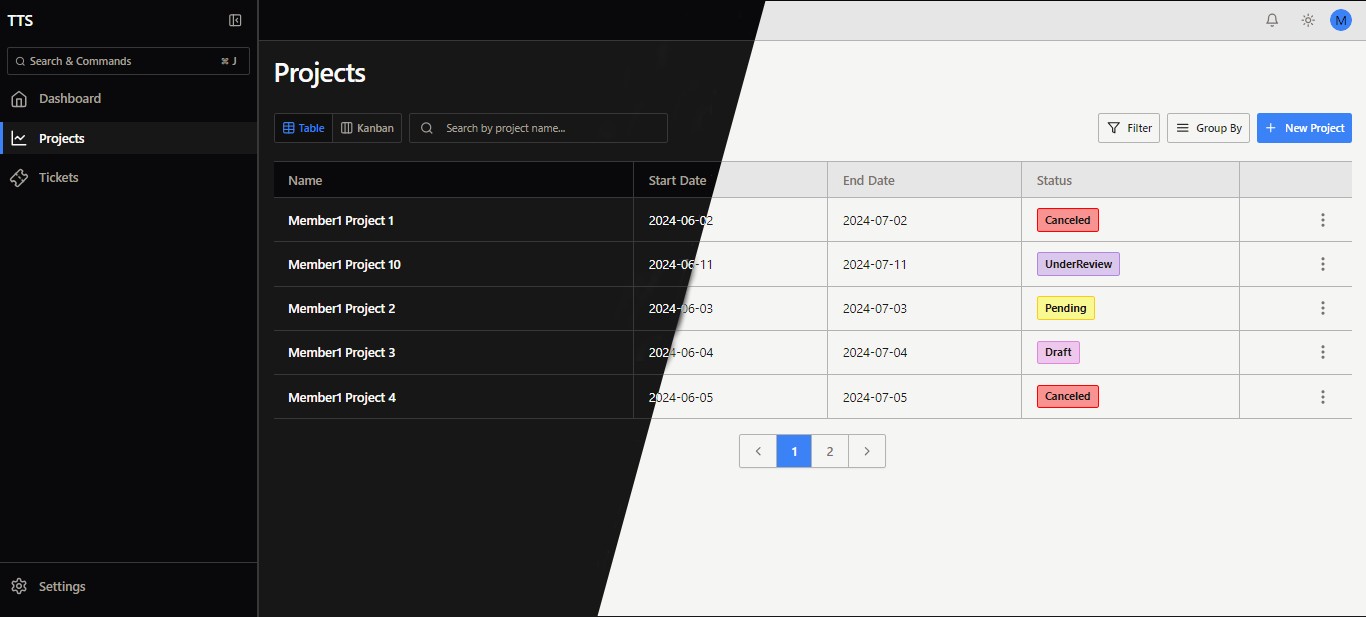 TTS
M
Search & Commands ⌘ J
Dashboard
Projects
Tickets
Settings
Projects
Table Kanban Search by project name... Filter Group By + New Project
Name Start Date End Date Status
Member1 Project 1 2024-06-02 2024-07-02 Canceled
Member1 Project 10 2024-06-11 2024-07-11 UnderReview
Member1 Project 2 2024-06-03 2024-07-03 Pending
Member1 Project 3 2024-06-04 2024-07-04 Draft
Member1 Project 4 2024-06-05 2024-07-05 Canceled
< 1 2 >